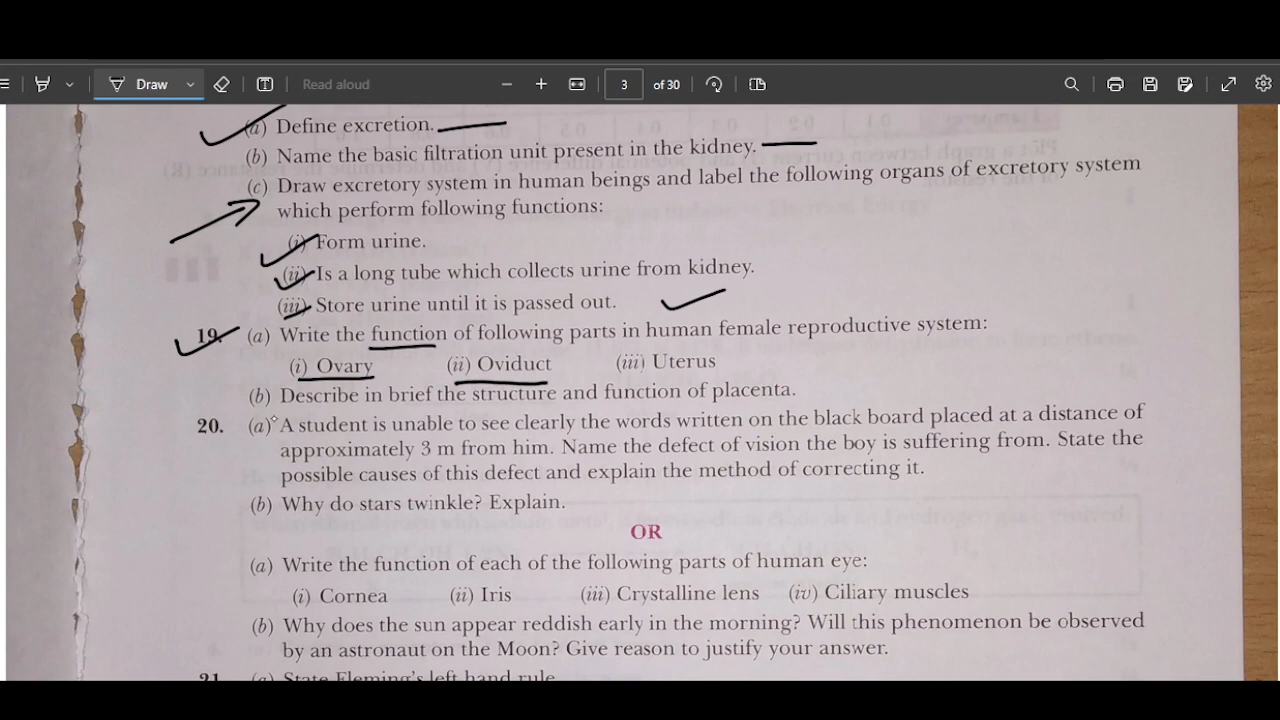 Draw
Read aloud
3 of 30
(a) Define excretion.
(b) Name the basic filtration unit present in the kidney.
(c) Draw excretory system in human beings and label the following organs of excretory system
which perform following functions:
(i) Form urine.
(ii) Is a long tube which collects urine from kidney.
(iii) Store urine until it is passed out.
19. (a) Write the function of following parts in human female reproductive system:
(i) Ovary (ii) Oviduct (iii) Uterus
(b) Describe in brief the structure and function of placenta.
20. (a) A student is unable to see clearly the words written on the black board placed at a distance of
approximately 3 m from him. Name the defect of vision the boy is suffering from. State the
possible causes of this defect and explain the method of correcting it.
(b) Why do stars twinkle? Explain.
OR
(a) Write the function of each of the following parts of human eye:
(i) Cornea (ii) Iris (iii) Crystalline lens (iv) Ciliary muscles
(b) Why does the sun appear reddish early in the morning? Will this phenomenon be observed
by an astronaut on the Moon? Give reason to justify your answer.
21. (a) State Fleming's left hand rule